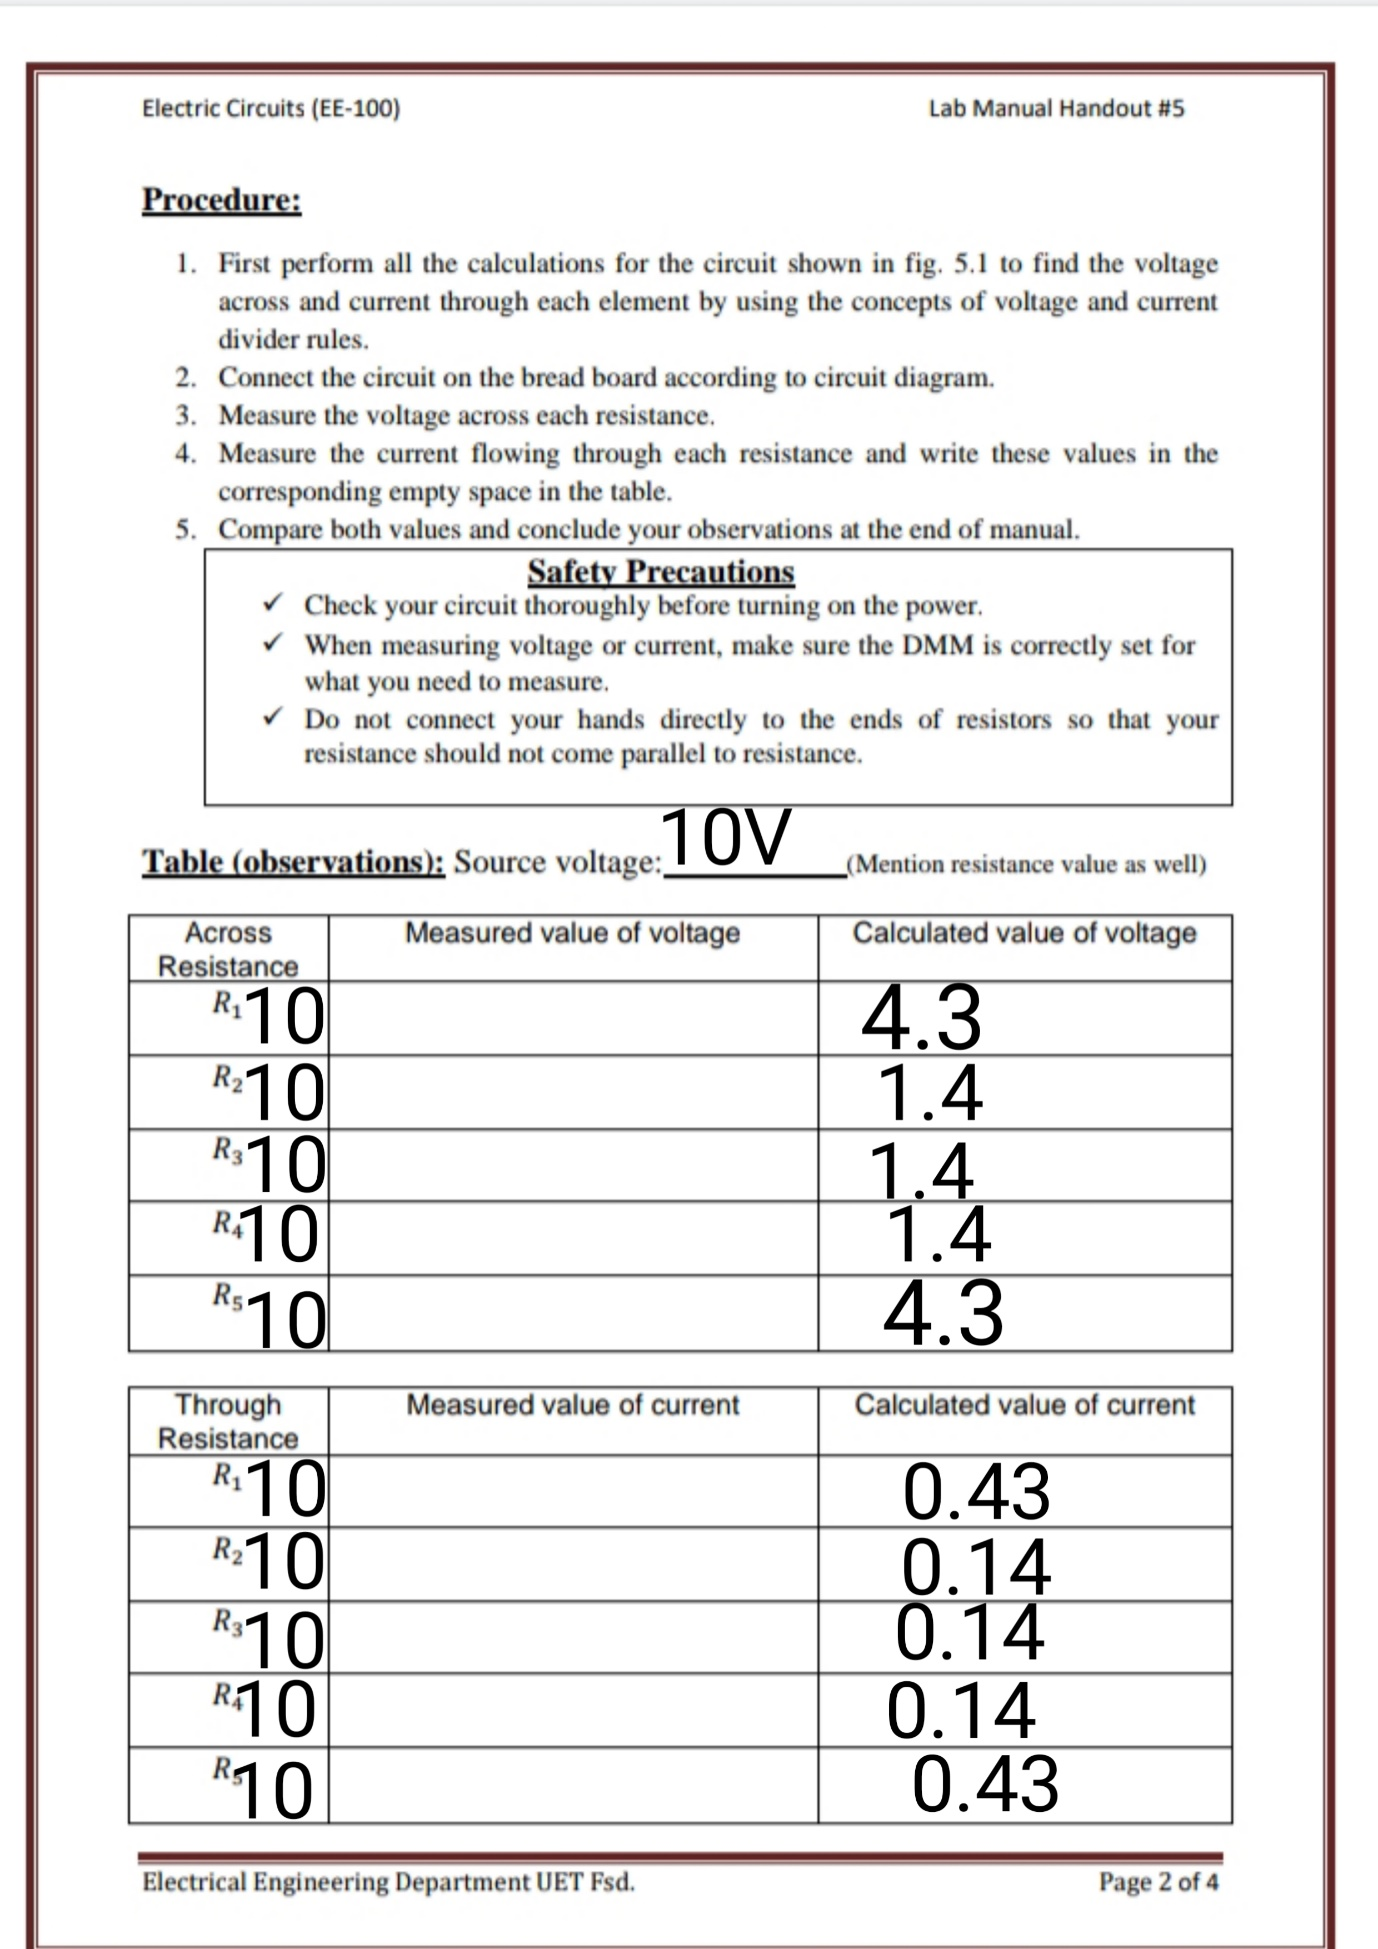 Electric Circuits (EE-100) Lab Manual Handout #5
Procedure:
1. First perform all the calculations for the circuit shown in fig. 5.1 to find the voltage
across and current through each element by using the concepts of voltage and current
divider rules.
2. Connect the circuit on the bread board according to circuit diagram.
3. Measure the voltage across each resistance.
4. Measure the current flowing through each resistance and write these values in the
corresponding empty space in the table.
5. Compare both values and conclude your observations at the end of manual.
Safety Precautions
✓ Check your circuit thoroughly before turning on the power.
✓ When measuring voltage or current, make sure the DMM is correctly set for
what you need to measure.
✓ Do not connect your hands directly to the ends of resistors so that your
resistance should not come parallel to resistance.
Table (observations): Source voltage: 10V (Mention resistance value as well)
Across Resistance Measured value of voltage Calculated value of voltage
R₁ 10 4.3
R₂ 10 1.4
R₃ 10 1.4
R₄ 10 1.4
R₅ 10 4.3
Through Resistance Measured value of current Calculated value of current
R₁ 10 0.43
R₂ 10 0.14
R₃ 10 0.14
R₄ 10 0.14
R₅ 10 0.43
Electrical Engineering Department UET Fsd. Page 2 of 4